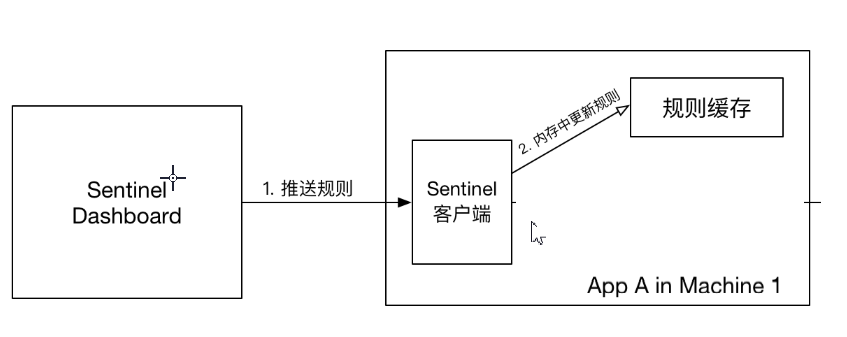 Sentinel
Dashboard
1. 推送规则
Sentinel
客户端
2. 内存中更新规则
规则缓存
App A in Machine 1